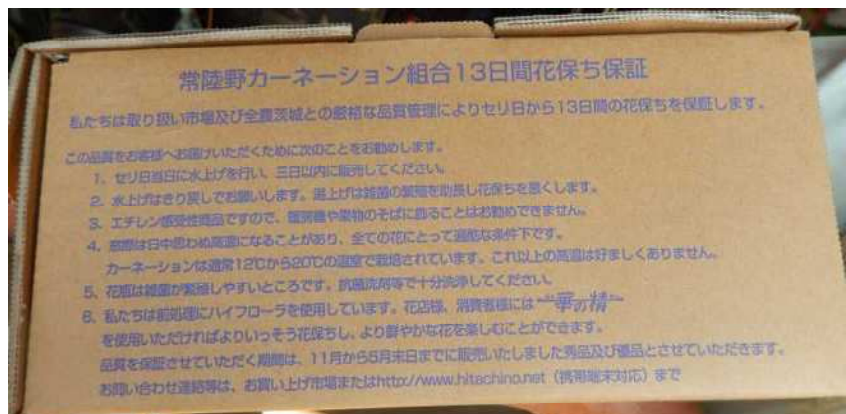 常陸野カーネーション組合13日間花保ち保証
私たちは取り扱い市場及び全農茨城との厳格な品質管理によりセリ日から13日間の花保ちを保証します。
この品質をお客様へお届けいただくために次のことをお勧めします。
1. セリ日当日に水上げを行い、三日以内に販売してください。
2. 水上げはきり戻しでお願いします。湯上げは雑菌の繁殖を助長し花保ちを悪くします。
3. エチレン感受性商品ですので、暖房機や果物のそばに飾ることはお勧めできません。
4. 窓際は日中思わぬ高温になることがあり、全ての花にとって過酷な条件下です。
カーネーションは通常12℃から20℃の温室で栽培されています。これ以上の高温は好ましくありません。
5、花瓶は雑菌が繁殖しやすいところです。抗菌洗剤等で十分洗浄してください。
6. 私たちは前処理にハイフローラを使用しています。花店様、消費者様には 華の精
を使用いただければよりいっそう花保ちし、より鮮やかな花を楽しむことができます。
品質を保証させていただく期間は、11月から5月末日までに販売いたしました秀品及び優品とさせていただきます。
お問い合わせ連絡等は、お買い上げ市場またはhttp://www.hitachino.net（携帯端末対応）まで